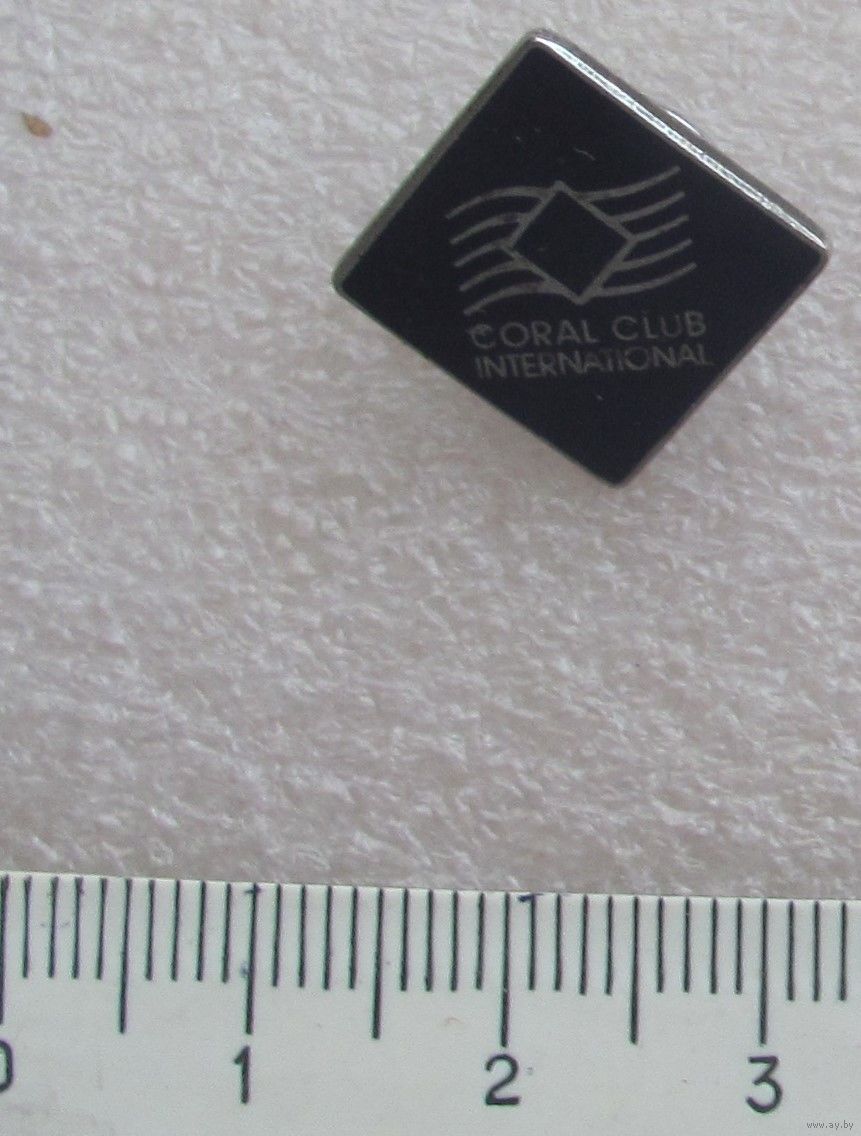 CORAL CLUB
INTERNATIONAL
0 1 2 3
www.ay.by